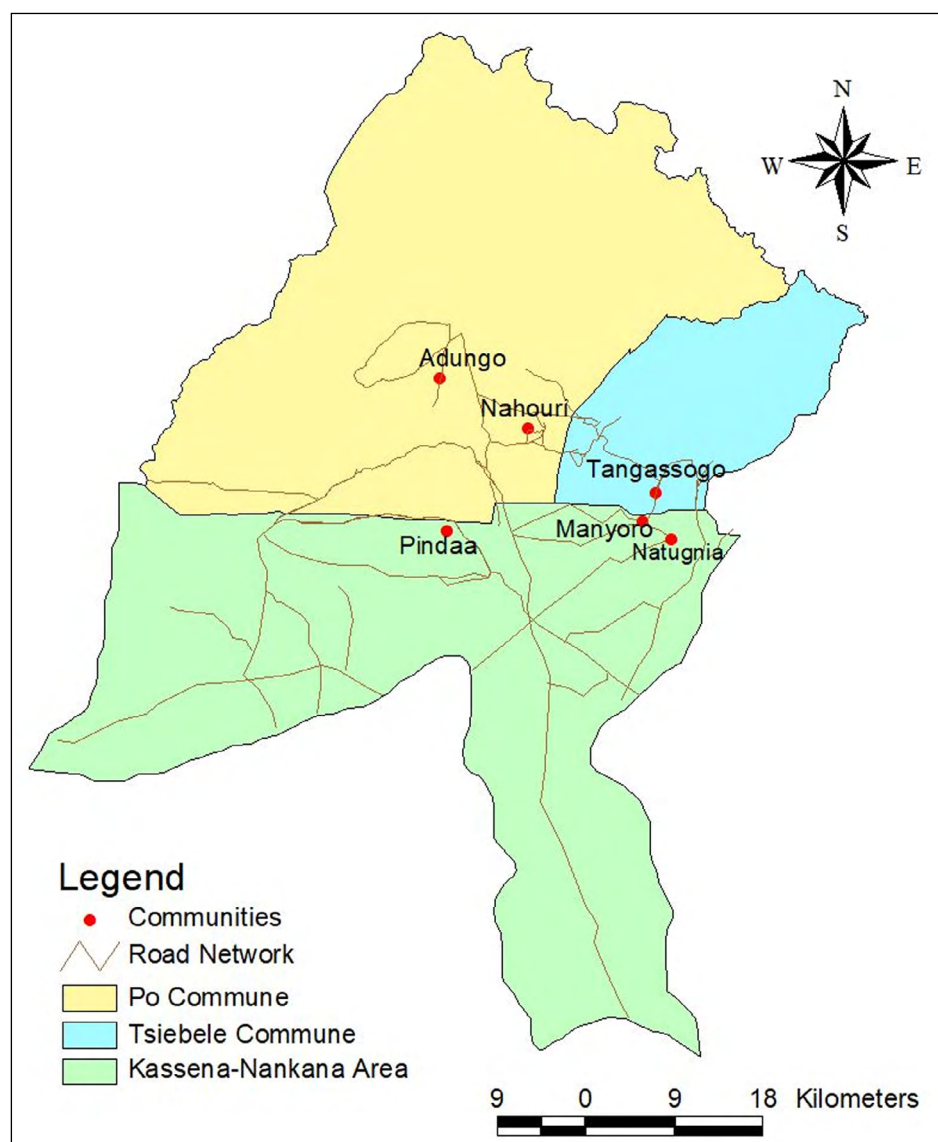 N
W E
S
Adungo
Nahouri
Tangassogo
Manyoro
Pindaa
Natugnia
Legend
Communities
Road Network
Po Commune
Tsiebele Commune
Kassena-Nankana Area
9 0 9 18 Kilometers